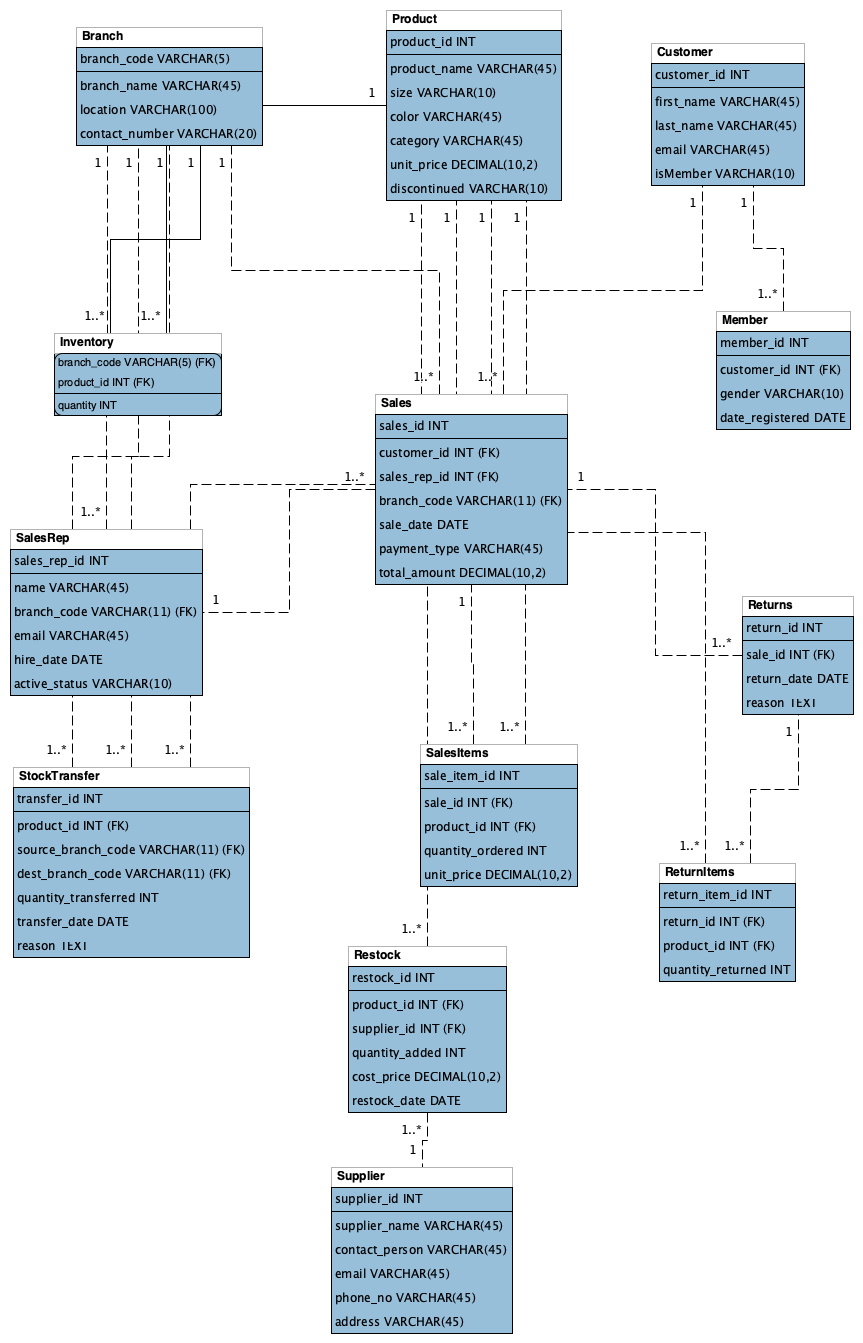 Branch
branch_code VARCHAR(5)
branch_name VARCHAR(45)
location VARCHAR(100)
contact_number VARCHAR(20)
1
1
1
1
1
1
Product
product_id INT
product_name VARCHAR(45)
size VARCHAR(10)
color VARCHAR(45)
category VARCHAR(45)
unit_price DECIMAL(10,2)
discontinued VARCHAR(10)
1
1
1
1
Customer
customer_id INT
first_name VARCHAR(45)
last_name VARCHAR(45)
email VARCHAR(45)
isMember VARCHAR(10)
1
1
1..*
Member
member_id INT
customer_id INT (FK)
gender VARCHAR(10)
date_registered DATE
1..*
1..*
Inventory
branch_code VARCHAR(5) (FK)
product_id INT (FK)
quantity INT
1..*
1..*
Sales
sales_id INT
customer_id INT (FK)
sales_rep_id INT (FK)
branch_code VARCHAR(11) (FK)
sale_date DATE
payment_type VARCHAR(45)
total_amount DECIMAL(10,2)
1..*
1
1
1..*
SalesRep
sales_rep_id INT
name VARCHAR(45)
branch_code VARCHAR(11) (FK)
email VARCHAR(45)
hire_date DATE
active_status VARCHAR(10)
1
1..*
1..*
1..*
StockTransfer
transfer_id INT
product_id INT (FK)
source_branch_code VARCHAR(11) (FK)
dest_branch_code VARCHAR(11) (FK)
quantity_transferred INT
transfer_date DATE
reason TEXT
1..*
Returns
return_id INT
sale_id INT (FK)
return_date DATE
reason TEXT
1
1..*
1..*
SalesItems
sale_item_id INT
sale_id INT (FK)
product_id INT (FK)
quantity_ordered INT
unit_price DECIMAL(10,2)
1..*
1..*
ReturnItems
return_item_id INT
return_id INT (FK)
product_id INT (FK)
quantity_returned INT
1..*
Restock
restock_id INT
product_id INT (FK)
supplier_id INT (FK)
quantity_added INT
cost_price DECIMAL(10,2)
restock_date DATE
1..*
1
Supplier
supplier_id INT
supplier_name VARCHAR(45)
contact_person VARCHAR(45)
email VARCHAR(45)
phone_no VARCHAR(45)
address VARCHAR(45)